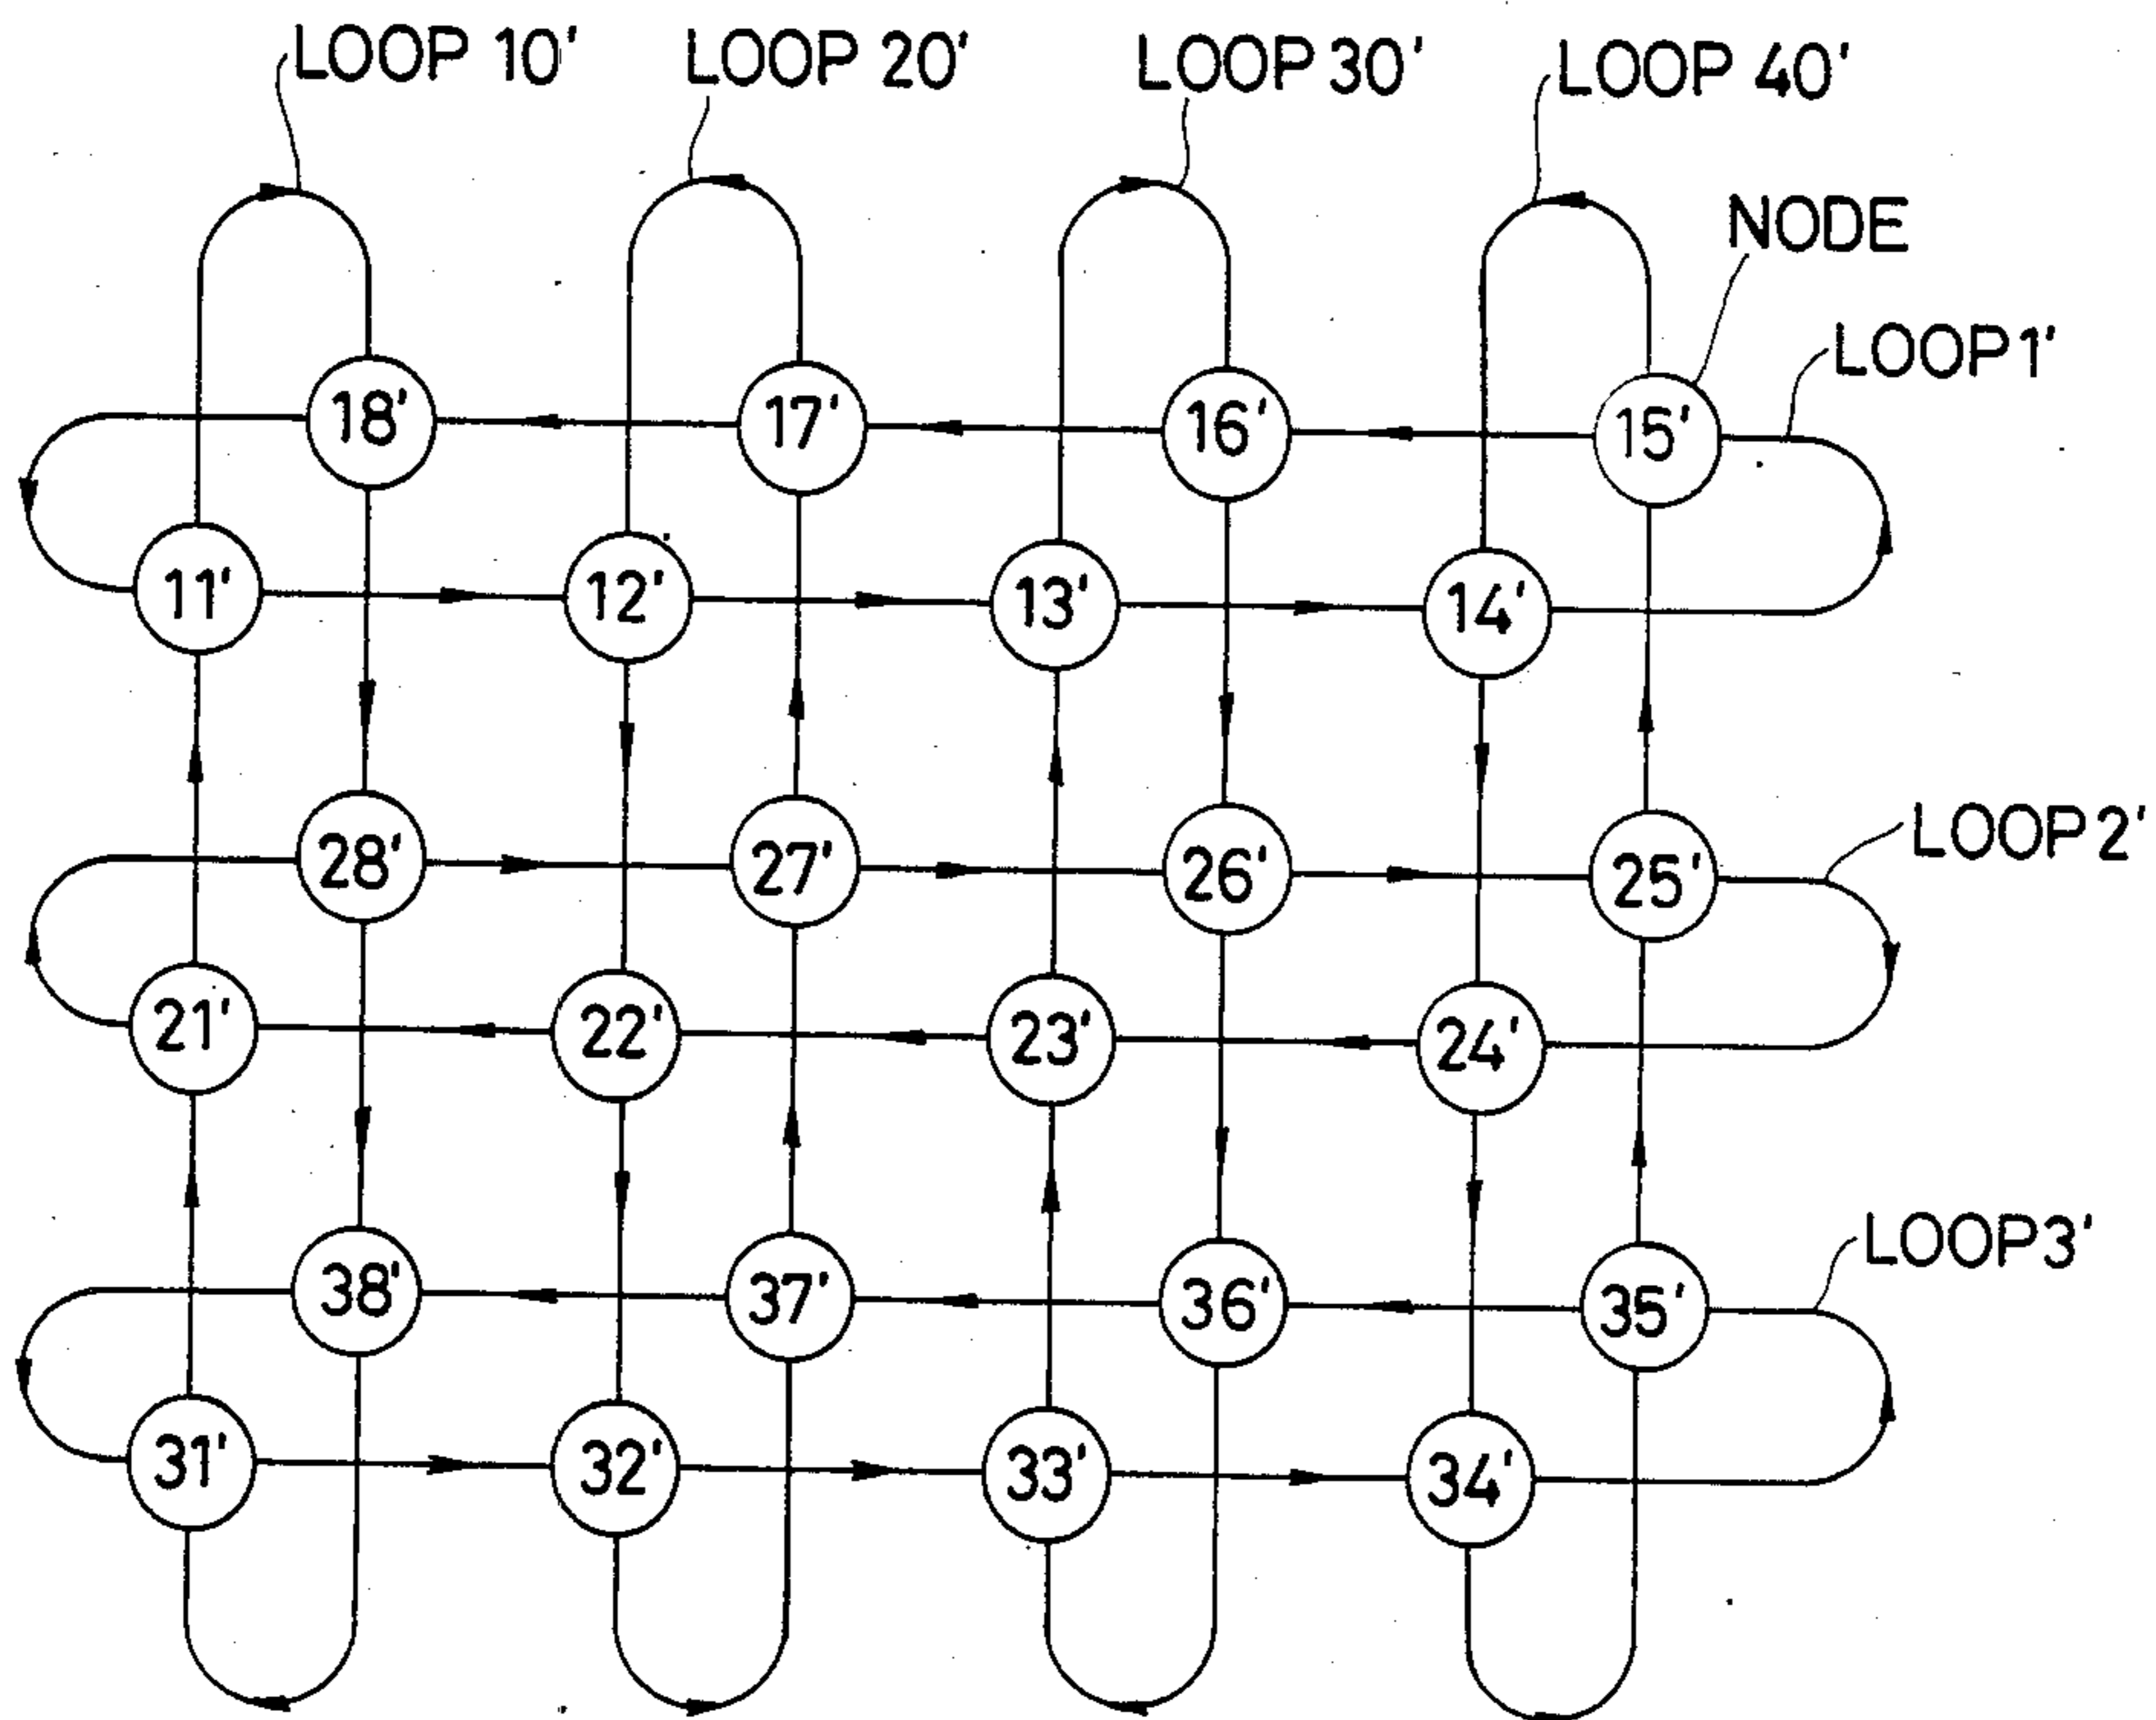 LOOP 10' LOOP 20' LOOP 30' LOOP 40'
NODE
LOOP 1'
18' 17' 16' 15'
11' 12' 13' 14'
LOOP 2'
28' 27' 26' 25'
21' 22' 23' 24'
LOOP 3'
38' 37' 36' 35'
31' 32' 33' 34'